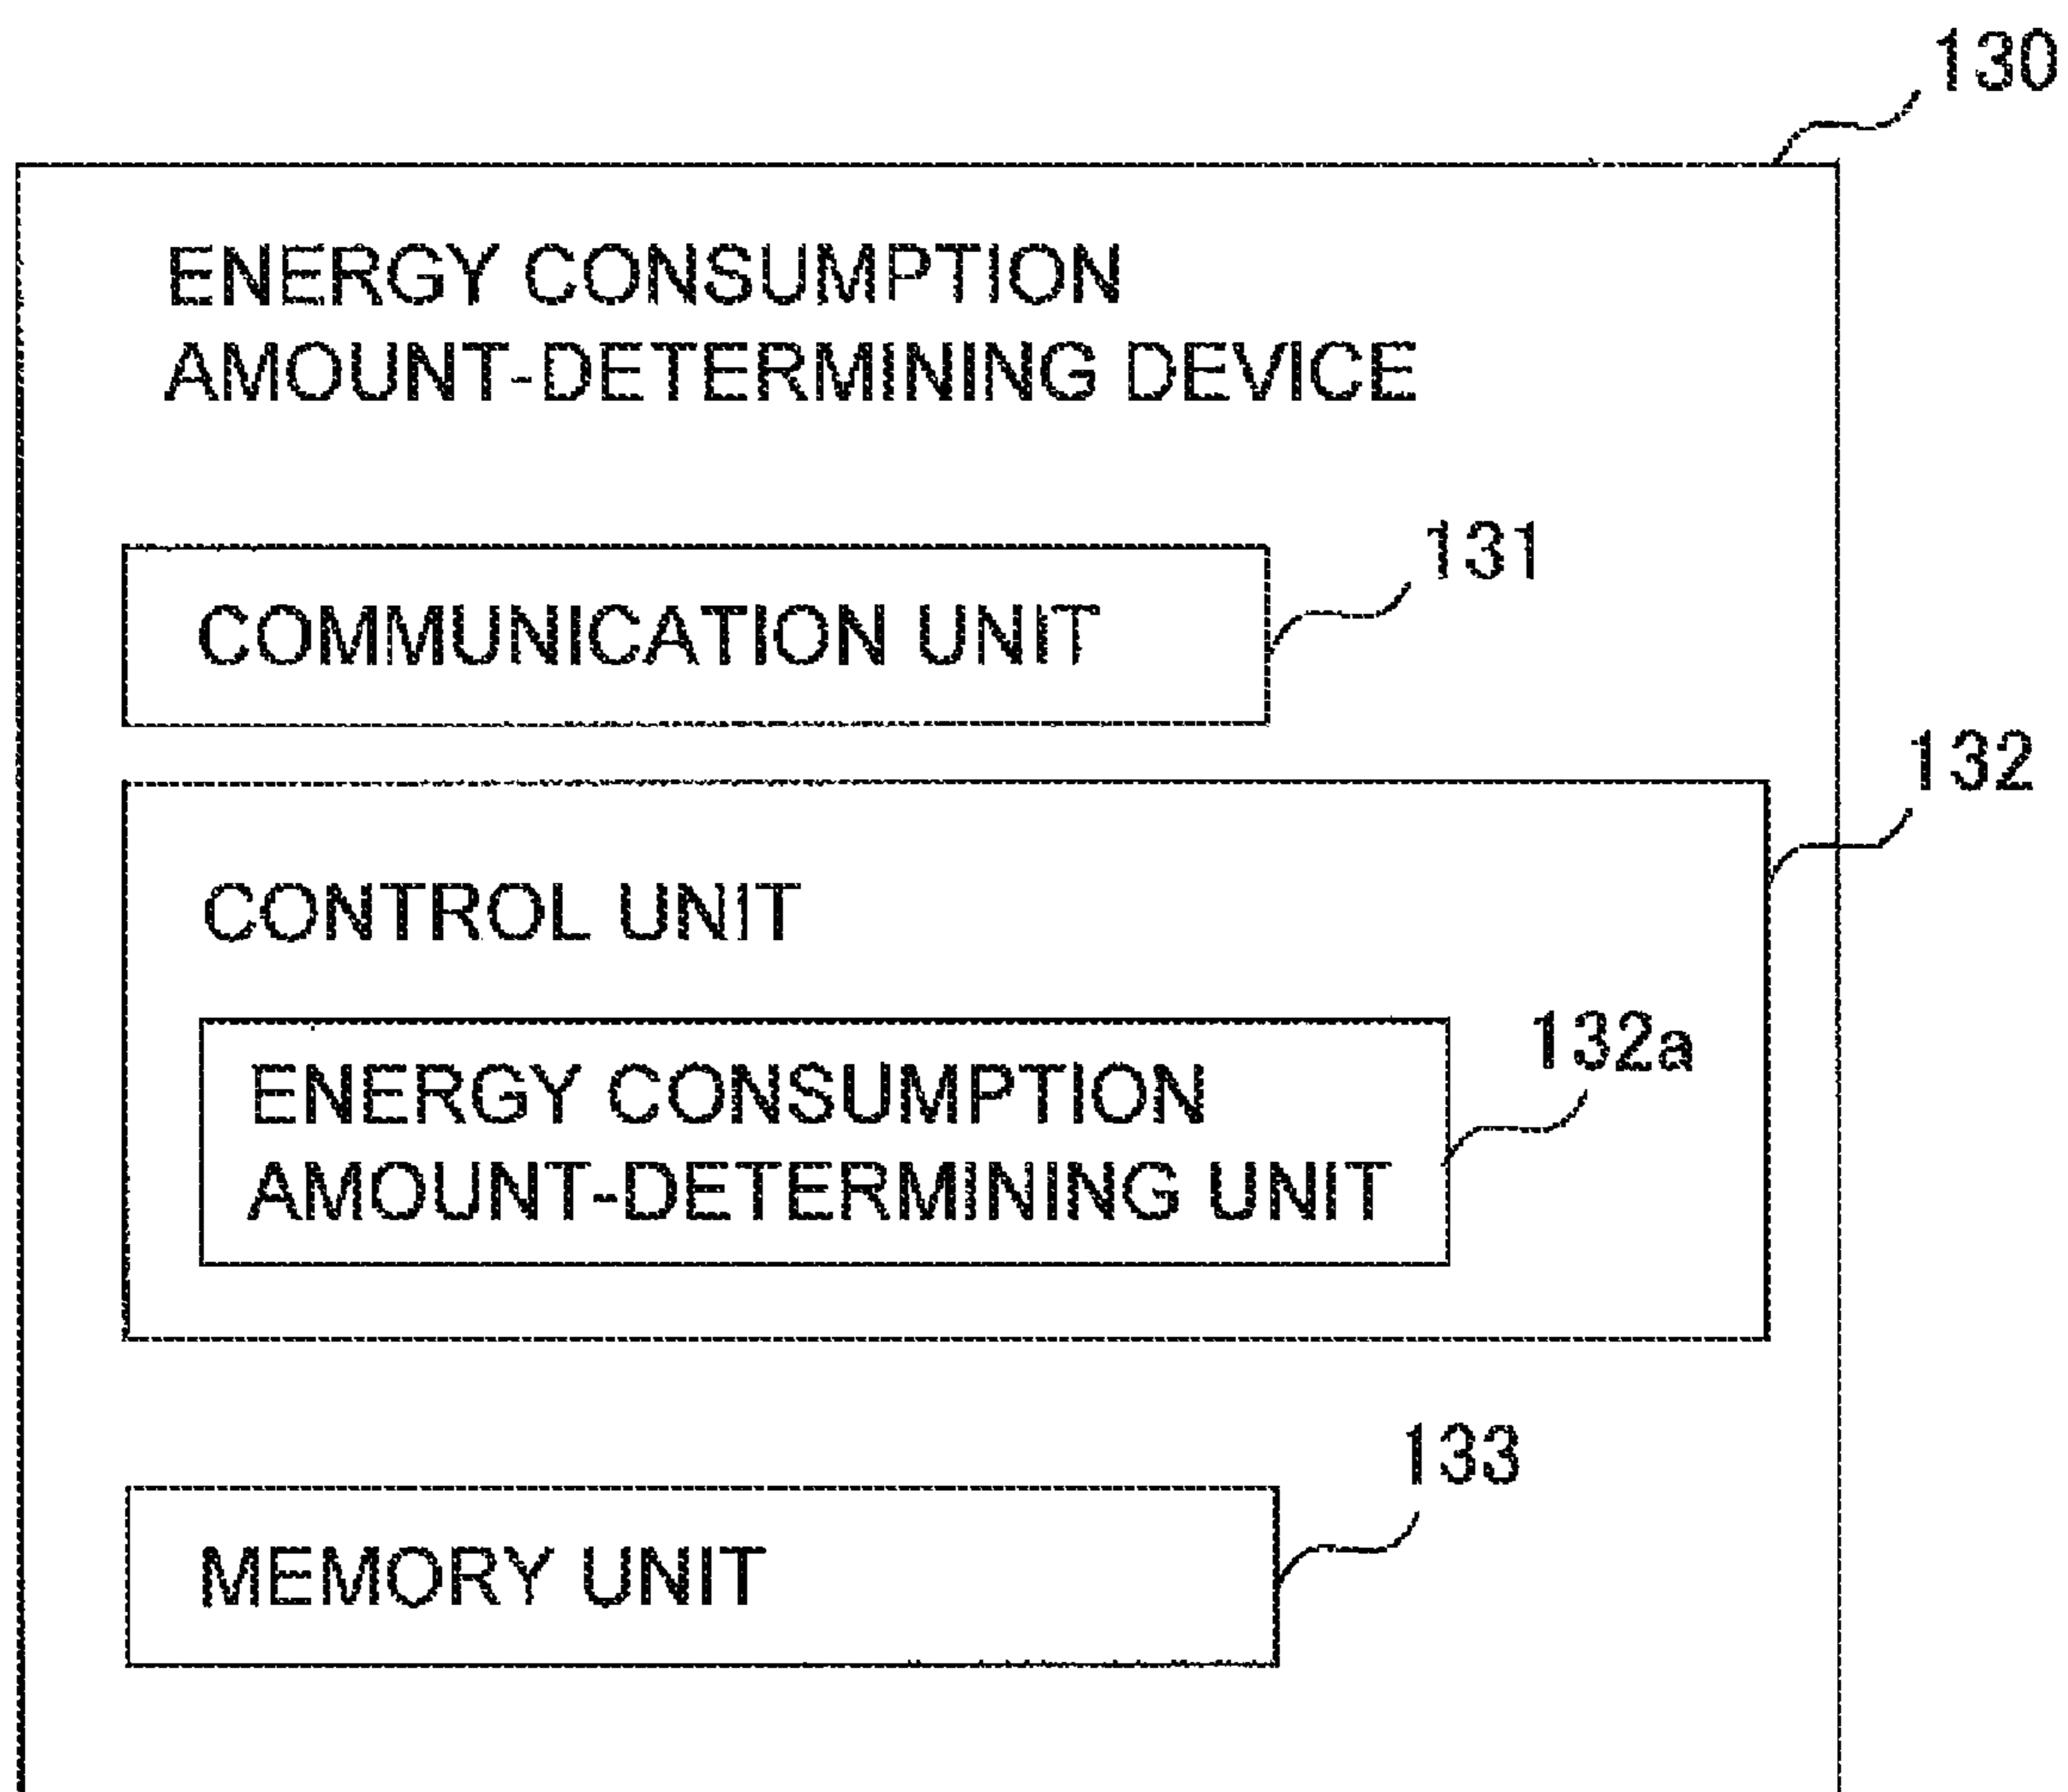 130
ENERGY CONSUMPTION
AMOUNT-DETERMINING DEVICE
131
COMMUNICATION UNIT
132
CONTROL UNIT
132a
ENERGY CONSUMPTION
AMOUNT-DETERMINING UNIT
133
MEMORY UNIT